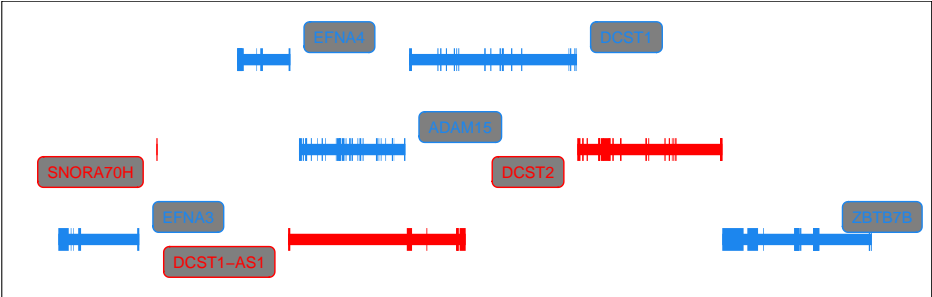 EFNA4
DCST1
ADAM15
SNORA70H
DCST2
EFNA3
ZBTB7B
DCST1−AS1